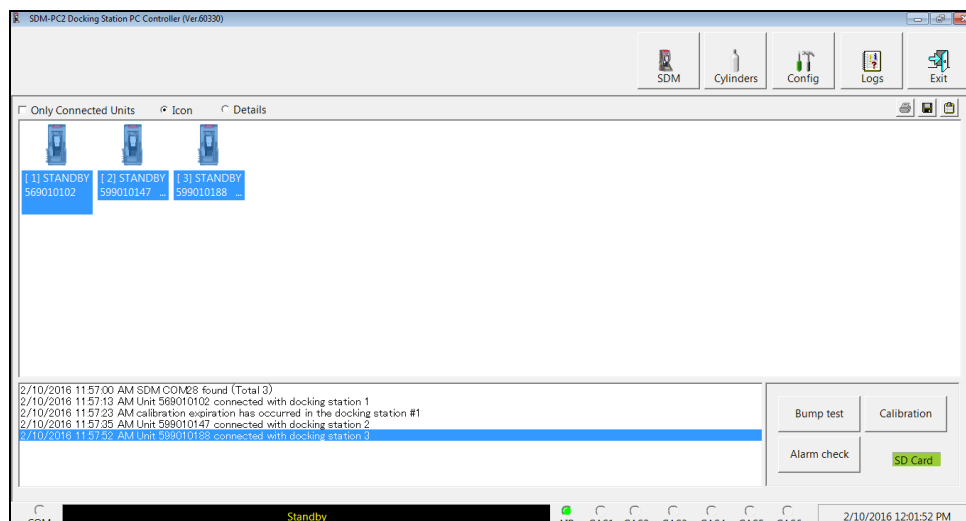 SDM-PC2 Docking Station PC Controller (Ver.60330)
SDM Cylinders Config Logs Exit
Only Connected Units Icon Details
[ 1] STANDBY [ 2] STANDBY [ 3] STANDBY
569010102 599010147 ... 599010188 ...
2/10/2016 11:57:00 AM SDM COM28 found (Total 3)
2/10/2016 11:57:13 AM Unit 569010102 connected with docking station 1
2/10/2016 11:57:23 AM calibration expiration has occurred in the docking station #1
2/10/2016 11:57:35 AM Unit 599010147 connected with docking station 2
2/10/2016 11:57:52 AM Unit 599010188 connected with docking station 3
Bump test Calibration
Alarm check SD Card
Standby 2/10/2016 12:01:52 PM